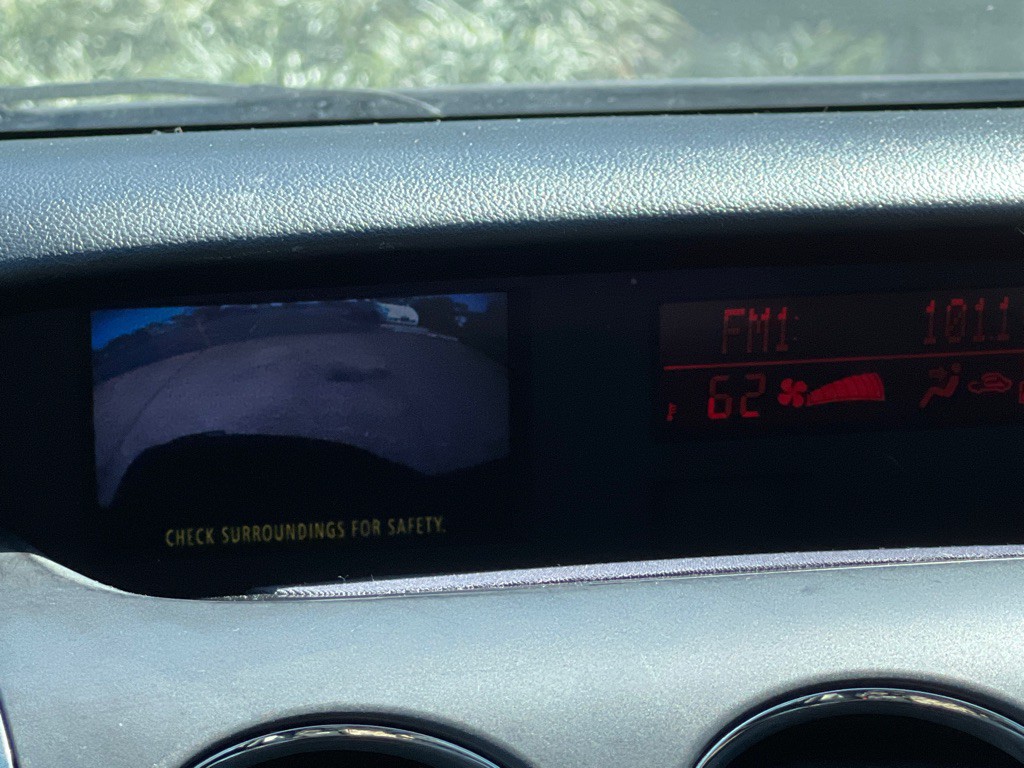 FM1 101.1
F 62
CHECK SURROUNDINGS FOR SAFETY.